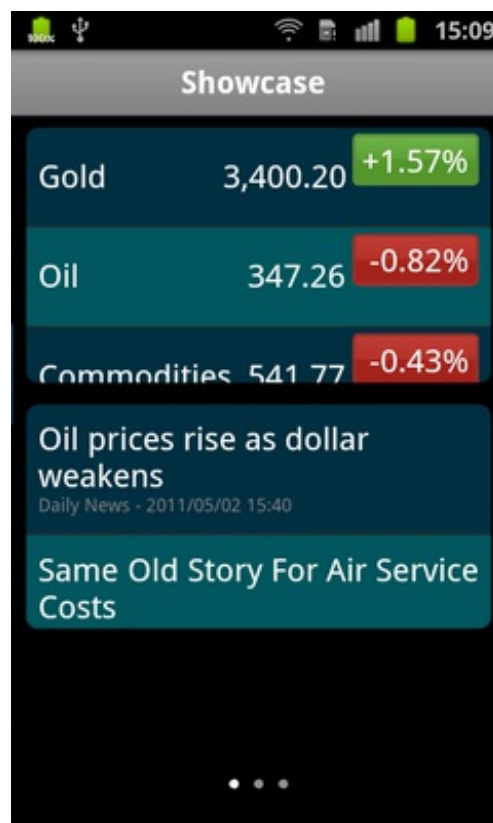 100%
15:09
Showcase
Gold 3,400.20 +1.57%
Oil 347.26 -0.82%
Commodities 541.77 -0.43%
Oil prices rise as dollar
weakens
Daily News - 2011/05/02 15:40
Same Old Story For Air Service
Costs